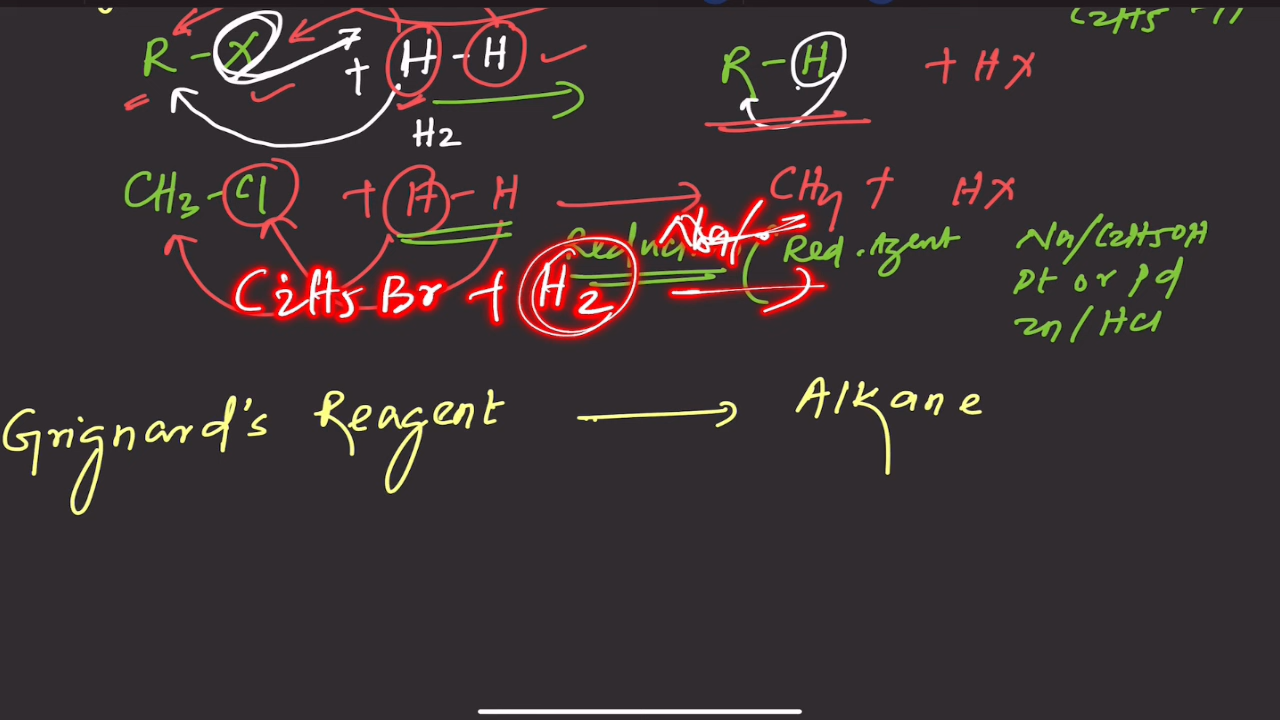 C2H5 - H
R-X + H-H R-H + HX
H2
CH3-Cl + H-H → CH4 + HX
(Red. Agent Na/C2H5OH
C2H5Br + H2 → Pt or Pd
Zn/HCl
Grignard's Reagent → Alkane